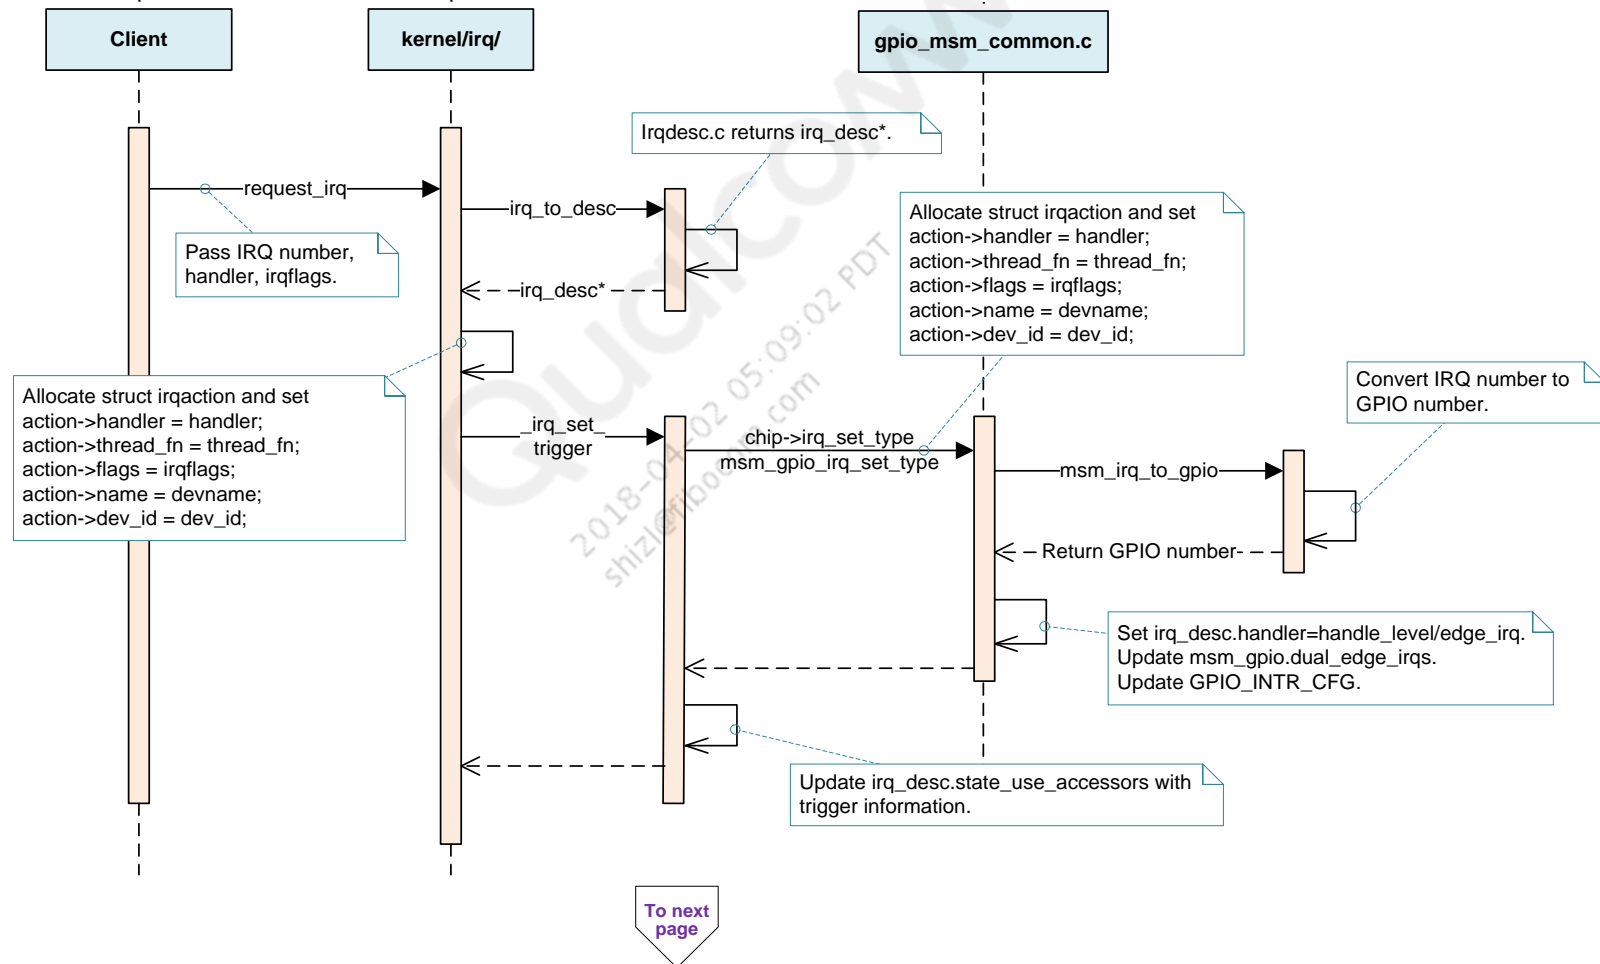 Client
kernel/irq/
gpio_msm_common.c
Irqdesc.c returns irq_desc*.
request_irq
irq_to_desc
Pass IRQ number,
handler, irqflags.
irq_desc*
Allocate struct irqaction and set
action->handler = handler;
action->thread_fn = thread_fn;
action->flags = irqflags;
action->name = devname;
action->dev_id = dev_id;
Allocate struct irqaction and set
action->handler = handler;
action->thread_fn = thread_fn;
action->flags = irqflags;
action->name = devname;
action->dev_id = dev_id;
Convert IRQ number to
GPIO number.
_irq_set_
trigger
chip->irq_set_type
msm_gpio_irq_set_type
msm_irq_to_gpio
Return GPIO number
Set irq_desc.handler=handle_level/edge_irq.
Update msm_gpio.dual_edge_irqs.
Update GPIO_INTR_CFG.
Update irq_desc.state_use_accessors with
trigger information.
To next
page
Qualcom
2018-04-02 05:09:02 PDT
shizl@fibocom.com